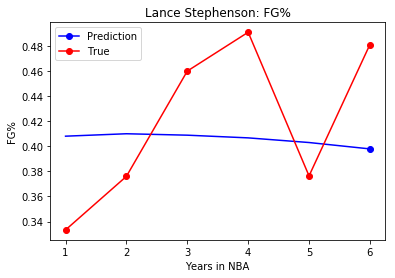 Lance Stephenson: FG%
Prediction
True
FG%
0.48
0.46
0.44
0.42
0.40
0.38
0.36
0.34
1 2 3 4 5 6
Years in NBA